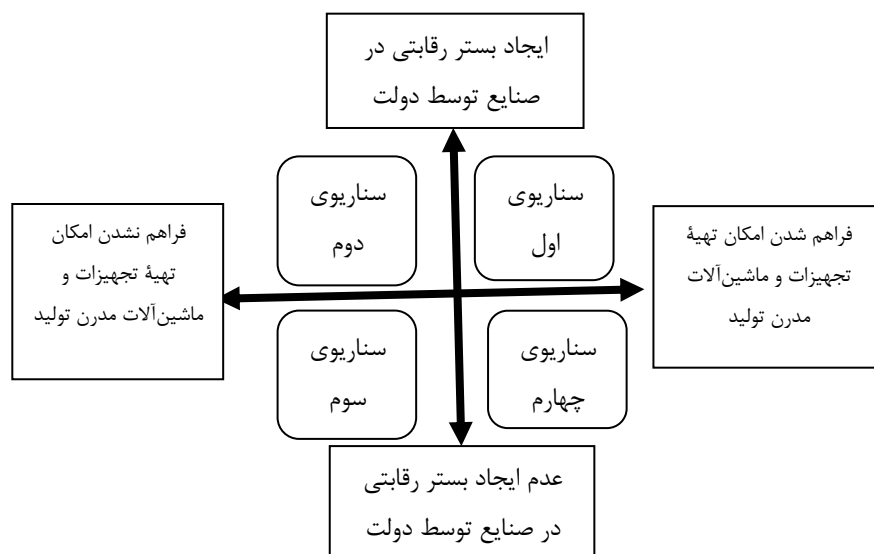 ایجاد بستر رقابتی در
صنایع توسط دولت
سناریوی
اول
سناریوی
دوم
فراهم شدن امکان تهیهٔ
تجهیزات و ماشین‌آلات
مدرن تولید
فراهم نشدن امکان
تهیهٔ تجهیزات و
ماشین‌آلات مدرن تولید
سناریوی
چهارم
سناریوی
سوم
عدم ایجاد بستر رقابتی
در صنایع توسط دولت